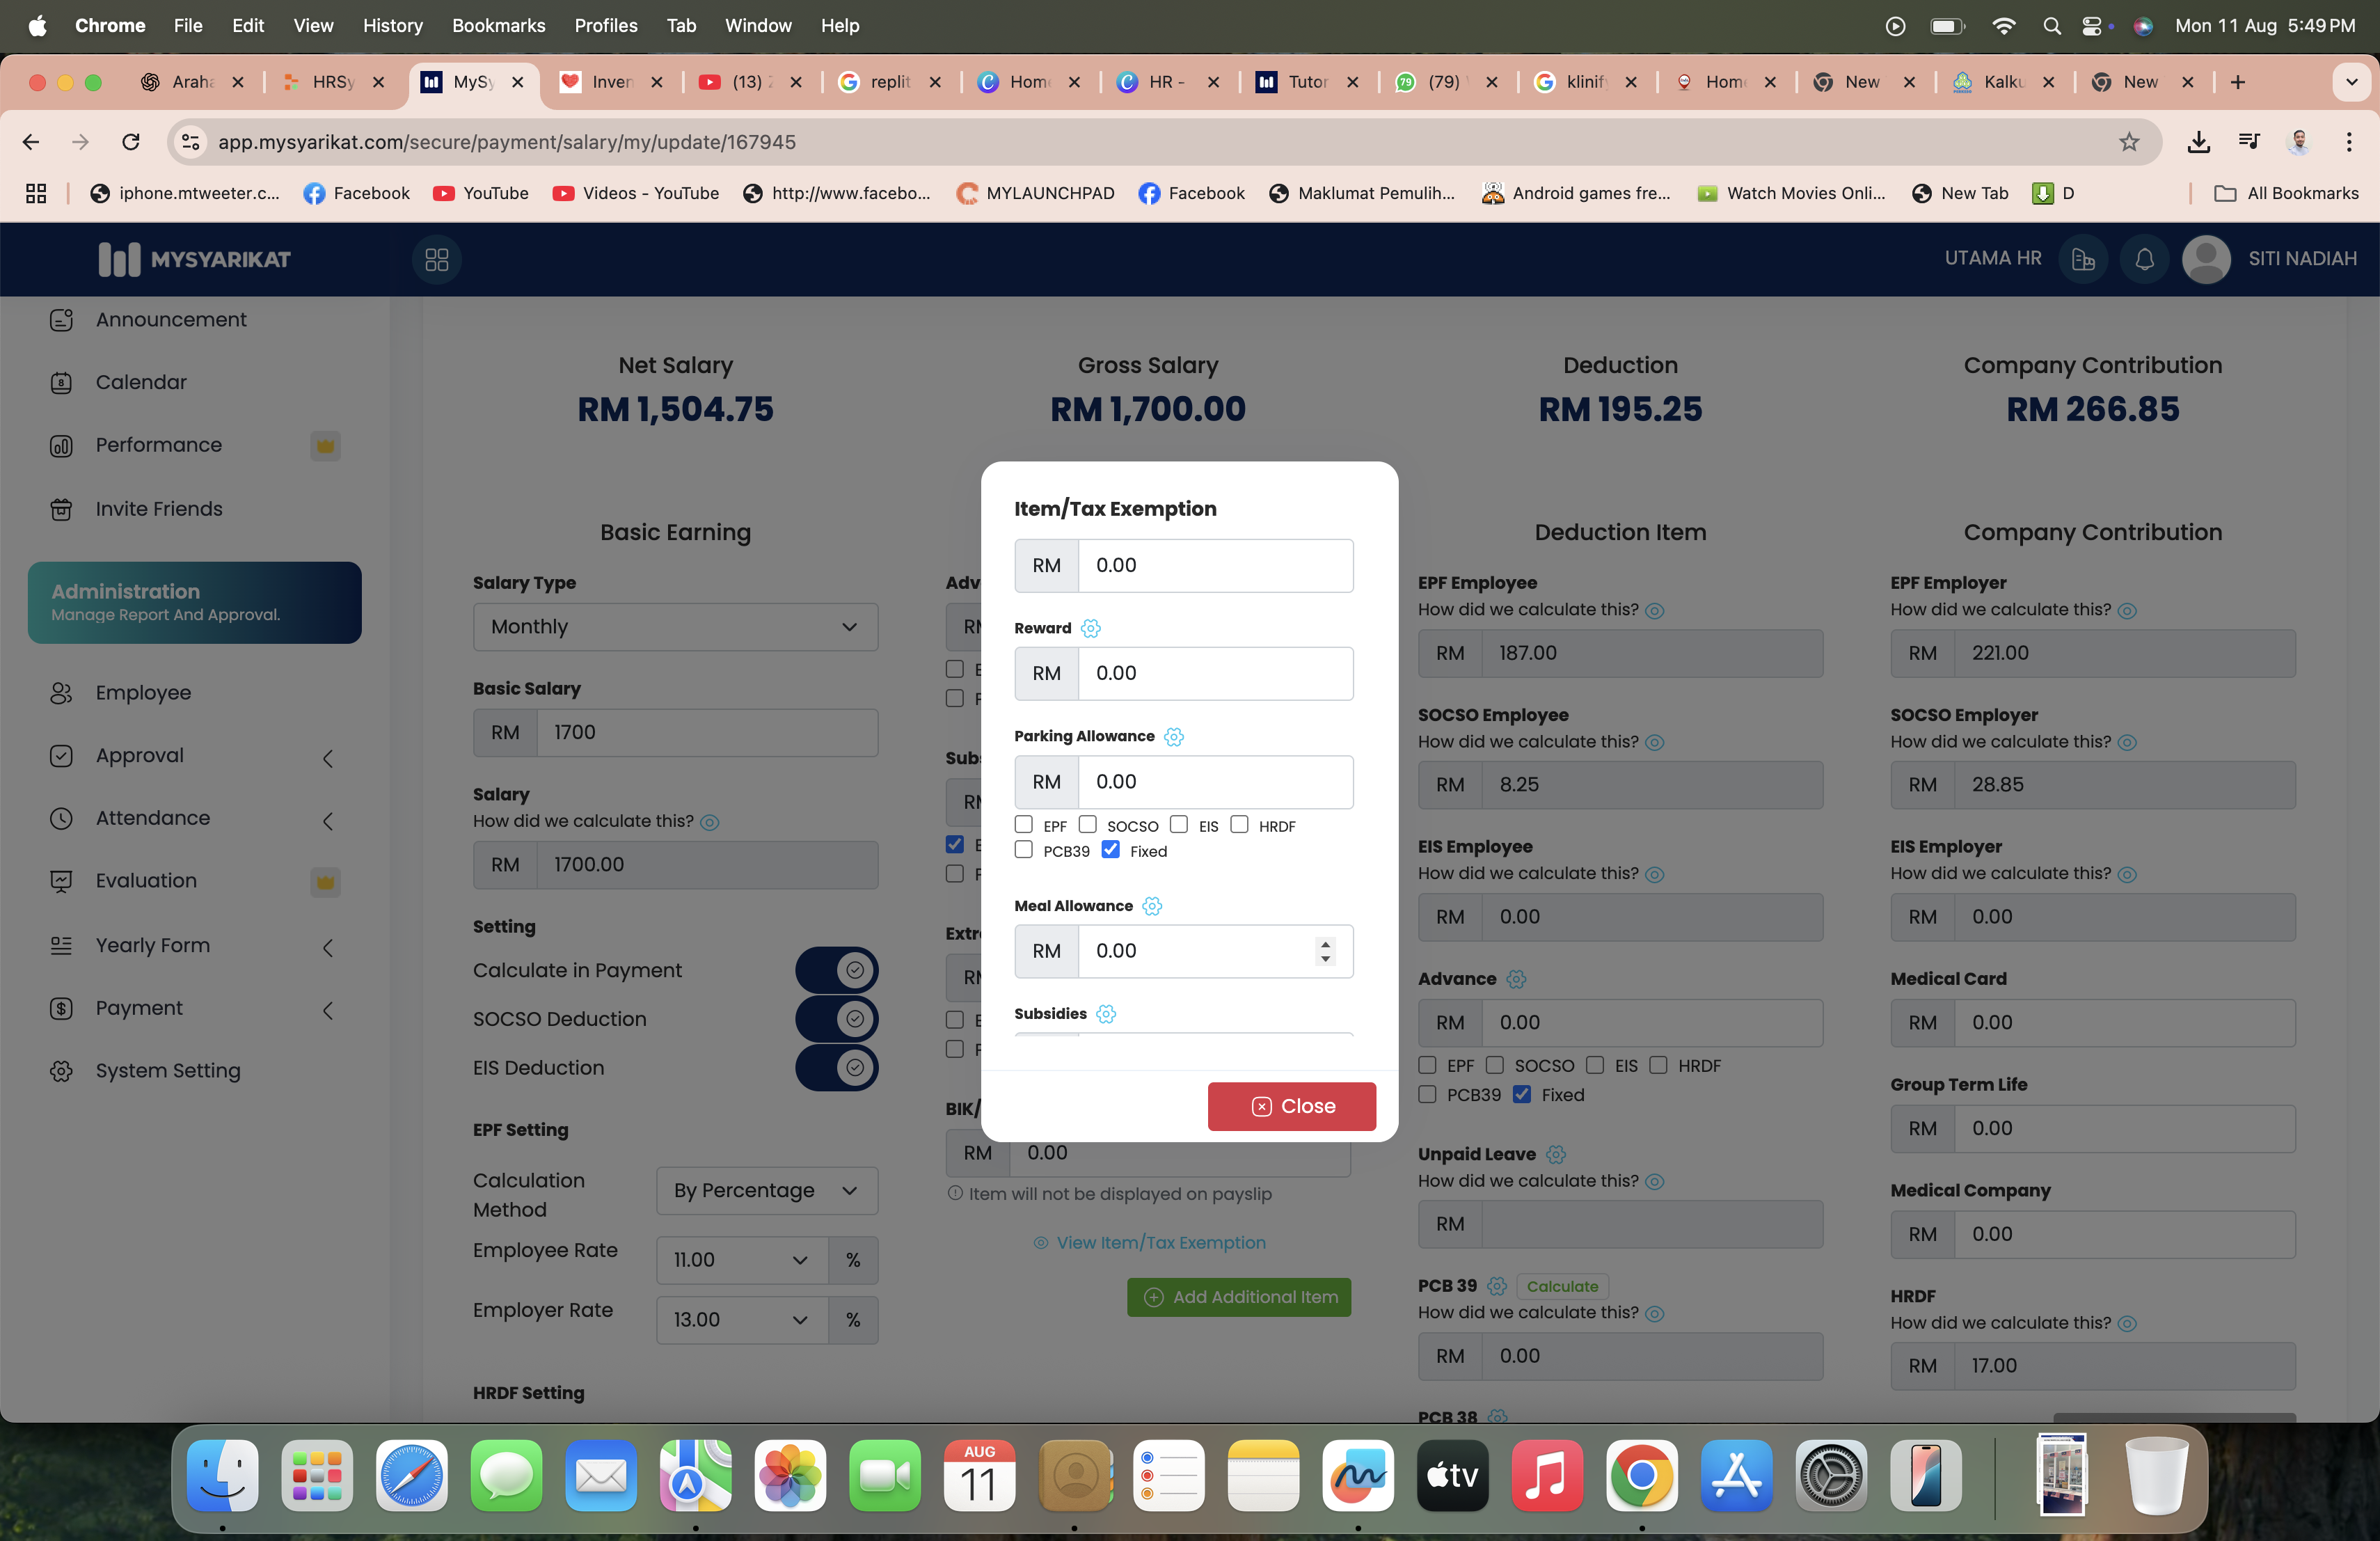 Chrome File Edit View History Bookmarks Profiles Tab Window Help Mon 11 Aug 5:49 PM
Araha HRSy MySy Inven (13) replit Home HR - Tutor 79 (79) klinif Home New Kalku New
app.mysyarikat.com/secure/payment/salary/my/update/167945
iphone.mtweeter.c... Facebook YouTube Videos - YouTube http://www.facebo... MYLAUNCHPAD Facebook Maklumat Pemulih... Android games fre... Watch Movies Onli... New Tab D All Bookmarks
MYSYARIKAT UTAMA HR SITI NADIAH
Announcement
Calendar
Performance
Invite Friends
Administration
Manage Report And Approval.
Employee
Approval
Attendance
Evaluation
Yearly Form
Payment
System Setting
Net Salary
RM 1,504.75
Gross Salary
RM 1,700.00
Deduction
RM 195.25
Company Contribution
RM 266.85
Basic Earning
Salary Type
Monthly
Basic Salary
RM 1700
Salary
How did we calculate this?
RM 1700.00
Setting
Calculate in Payment
SOCSO Deduction
EIS Deduction
EPF Setting
Calculation
Method
By Percentage
Employee Rate 11.00 %
Employer Rate 13.00 %
HRDF Setting
BIK/
RM 0.00
Item will not be displayed on payslip
View Item/Tax Exemption
Add Additional Item
Item/Tax Exemption
RM 0.00
Reward
RM 0.00
Parking Allowance
RM 0.00
EPF SOCSO EIS HRDF
PCB39 Fixed
Meal Allowance
RM 0.00
Subsidies
Close
Deduction Item
EPF Employee
How did we calculate this?
RM 187.00
SOCSO Employee
How did we calculate this?
RM 8.25
EIS Employee
How did we calculate this?
RM 0.00
Advance
RM 0.00
EPF SOCSO EIS HRDF
PCB39 Fixed
Unpaid Leave
How did we calculate this?
RM
PCB 39 Calculate
How did we calculate this?
RM 0.00
PCB 38
Company Contribution
EPF Employer
How did we calculate this?
RM 221.00
SOCSO Employer
How did we calculate this?
RM 28.85
EIS Employer
How did we calculate this?
RM 0.00
Medical Card
RM 0.00
Group Term Life
RM 0.00
Medical Company
RM 0.00
HRDF
How did we calculate this?
RM 17.00
AUG
11
tv